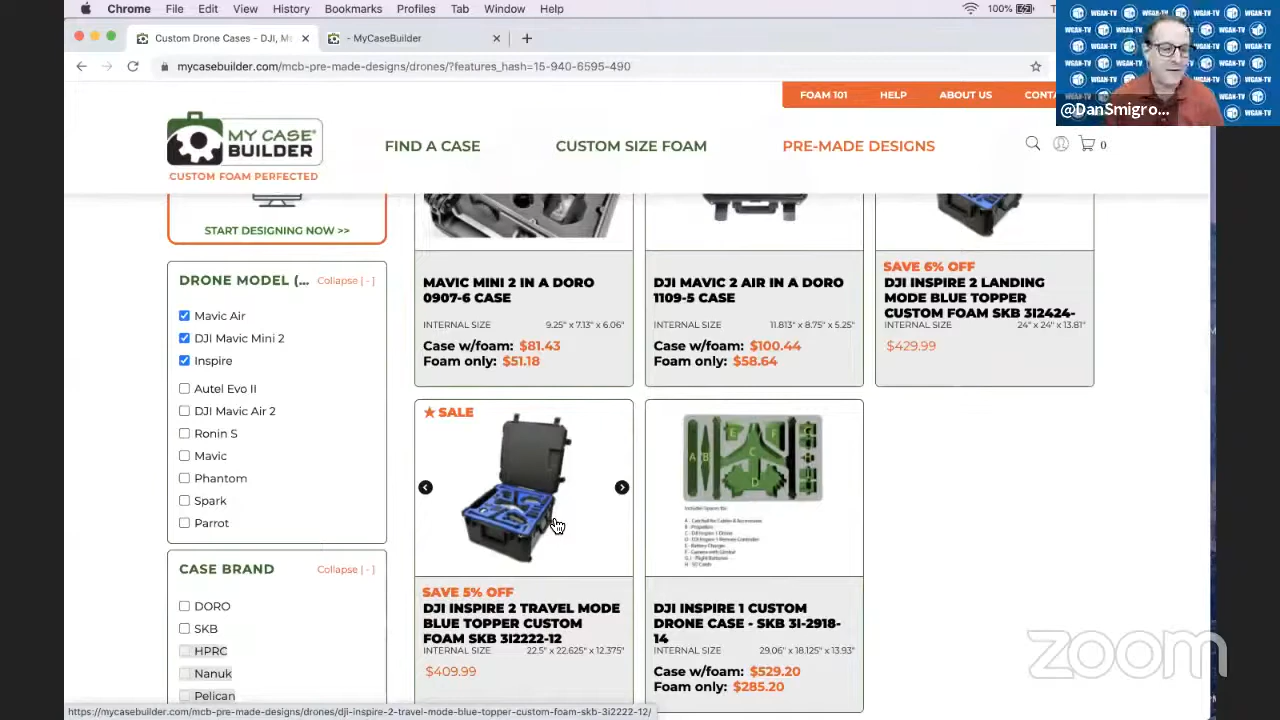 Chrome File Edit View History Bookmarks Profiles Tab Window Help 100%
Custom Drone Cases - DJI, M
- MyCaseBuilder
mycasebuilder.com/mcb-pre-made-designs/drones/?features_hash=15-940-6595-490
WGAN-TV
@DanSmigro...
FOAM 101 HELP ABOUT US CONTA
MY CASE
BUILDER
CUSTOM FOAM PERFECTED
FIND A CASE CUSTOM SIZE FOAM PRE-MADE DESIGNS 0
START DESIGNING NOW >>
DRONE MODEL (... Collapse [ - ]
Mavic Air
DJI Mavic Mini 2
Inspire
Autel Evo II
DJI Mavic Air 2
Ronin S
Mavic
Phantom
Spark
Parrot
CASE BRAND Collapse [ - ]
DORO
SKB
HPRC
Nanuk
Pelican
MAVIC MINI 2 IN A DORO
0907-6 CASE
INTERNAL SIZE 9.25" x 7.13" x 6.06"
Case w/foam: $81.43
Foam only: $51.18
DJI MAVIC 2 AIR IN A DORO
1109-5 CASE
INTERNAL SIZE 11.813" x 8.75" x 5.25"
Case w/foam: $100.44
Foam only: $58.64
SAVE 6% OFF
DJI INSPIRE 2 LANDING
MODE BLUE TOPPER
CUSTOM FOAM SKB 3I2424-
INTERNAL SIZE 24" x 24" x 13.81"
$429.99
★ SALE
SAVE 5% OFF
DJI INSPIRE 2 TRAVEL MODE
BLUE TOPPER CUSTOM
FOAM SKB 3I2222-12
INTERNAL SIZE 22.5" x 22.625" x 12.375"
$409.99
A B C D E F
DJI INSPIRE 1 CUSTOM
DRONE CASE - SKB 3I-2918-
14
INTERNAL SIZE 29.06" x 18.125" x 13.93"
Case w/foam: $529.20
Foam only: $285.20
zoom
https://mycasebuilder.com/mcb-pre-made-designs/drones/dji-inspire-2-travel-mode-blue-topper-custom-foam-skb-3i2222-12/